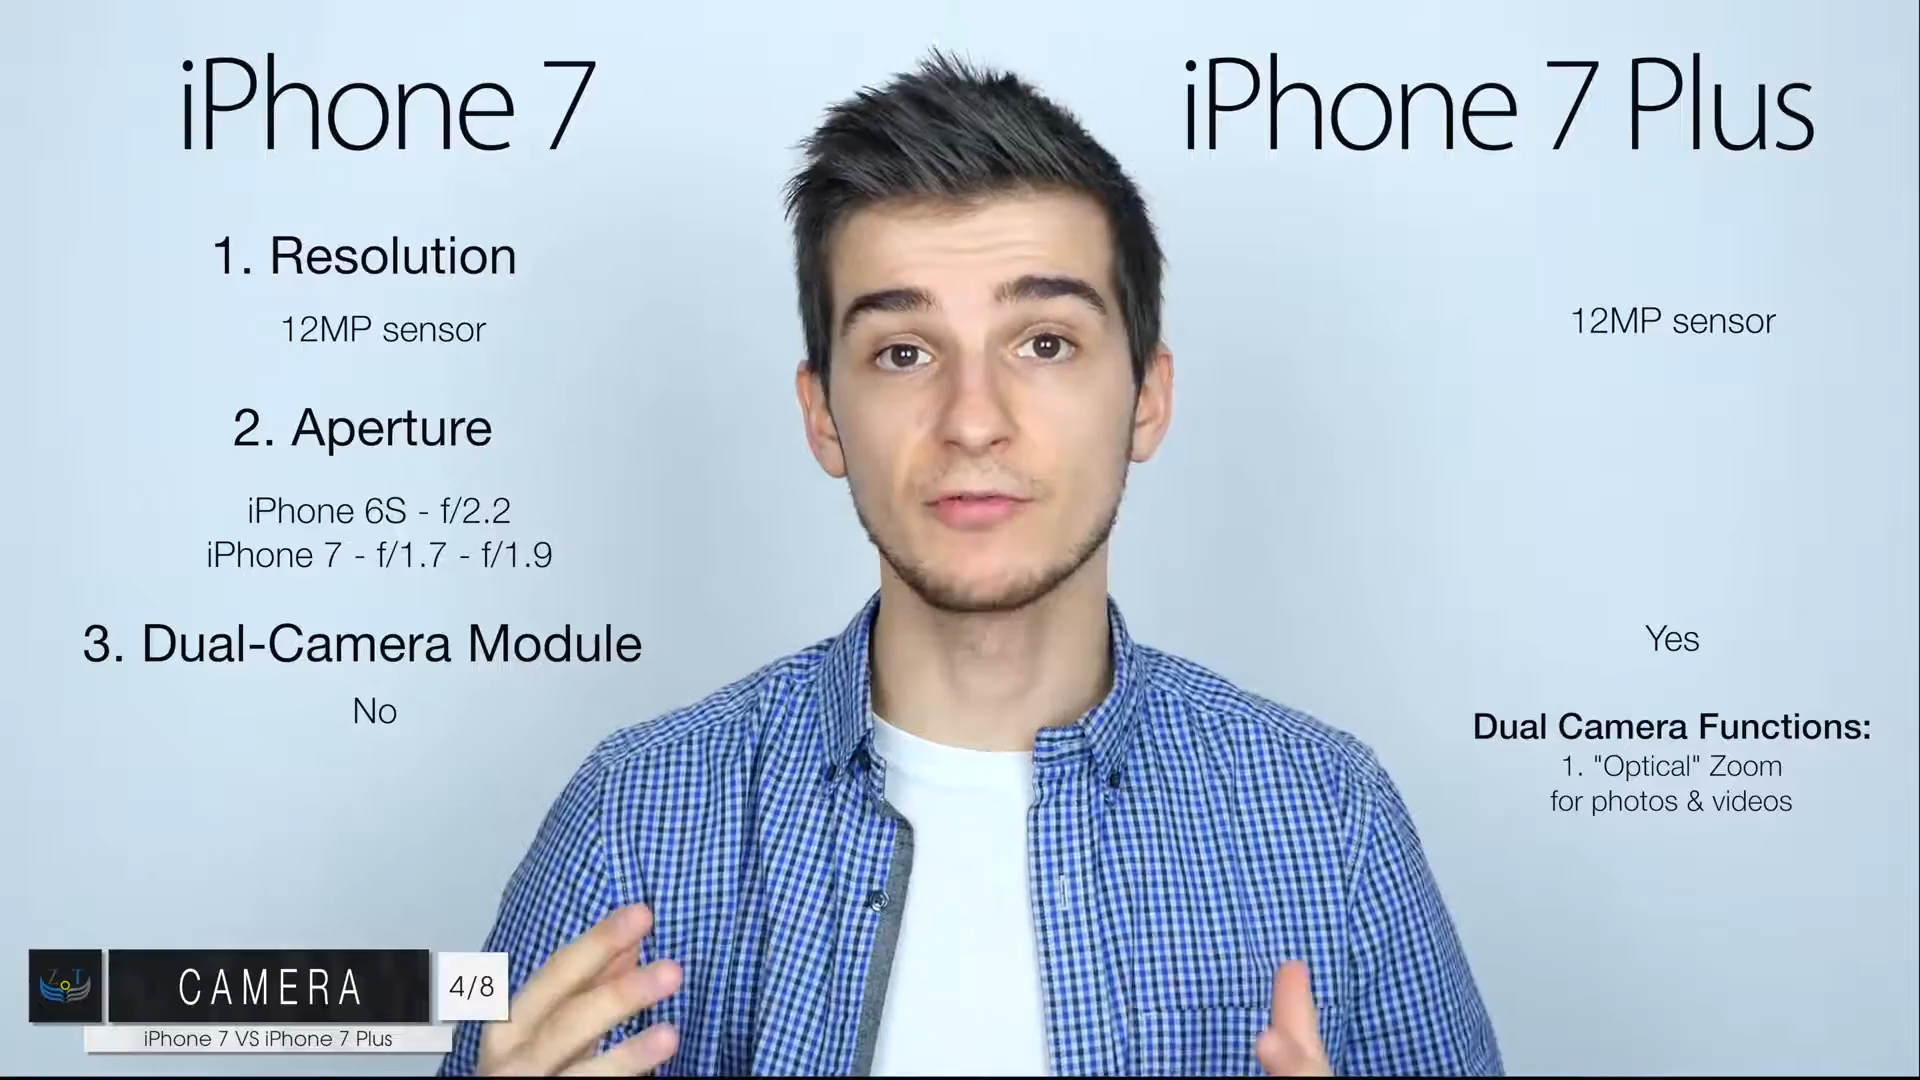 iPhone 7
iPhone 7 Plus
1. Resolution
12MP sensor
12MP sensor
2. Aperture
iPhone 6S - f/2.2
iPhone 7 - f/1.7 - f/1.9
3. Dual-Camera Module
No
Yes
Dual Camera Functions:
1. "Optical" Zoom
for photos & videos
ZoT
CAMERA
4/8
iPhone 7 VS iPhone 7 Plus